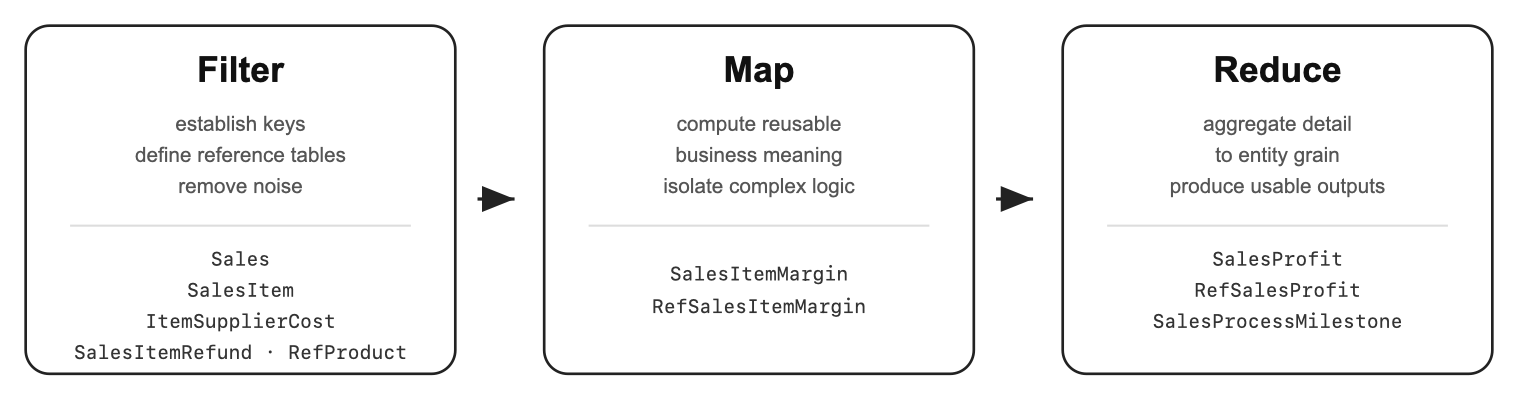 Filter
establish keys
define reference tables
remove noise
Sales
SalesItem
ItemSupplierCost
SalesItemRefund · RefProduct
Map
compute reusable
business meaning
isolate complex logic
SalesItemMargin
RefSalesItemMargin
Reduce
aggregate detail
to entity grain
produce usable outputs
SalesProfit
RefSalesProfit
SalesProcessMilestone